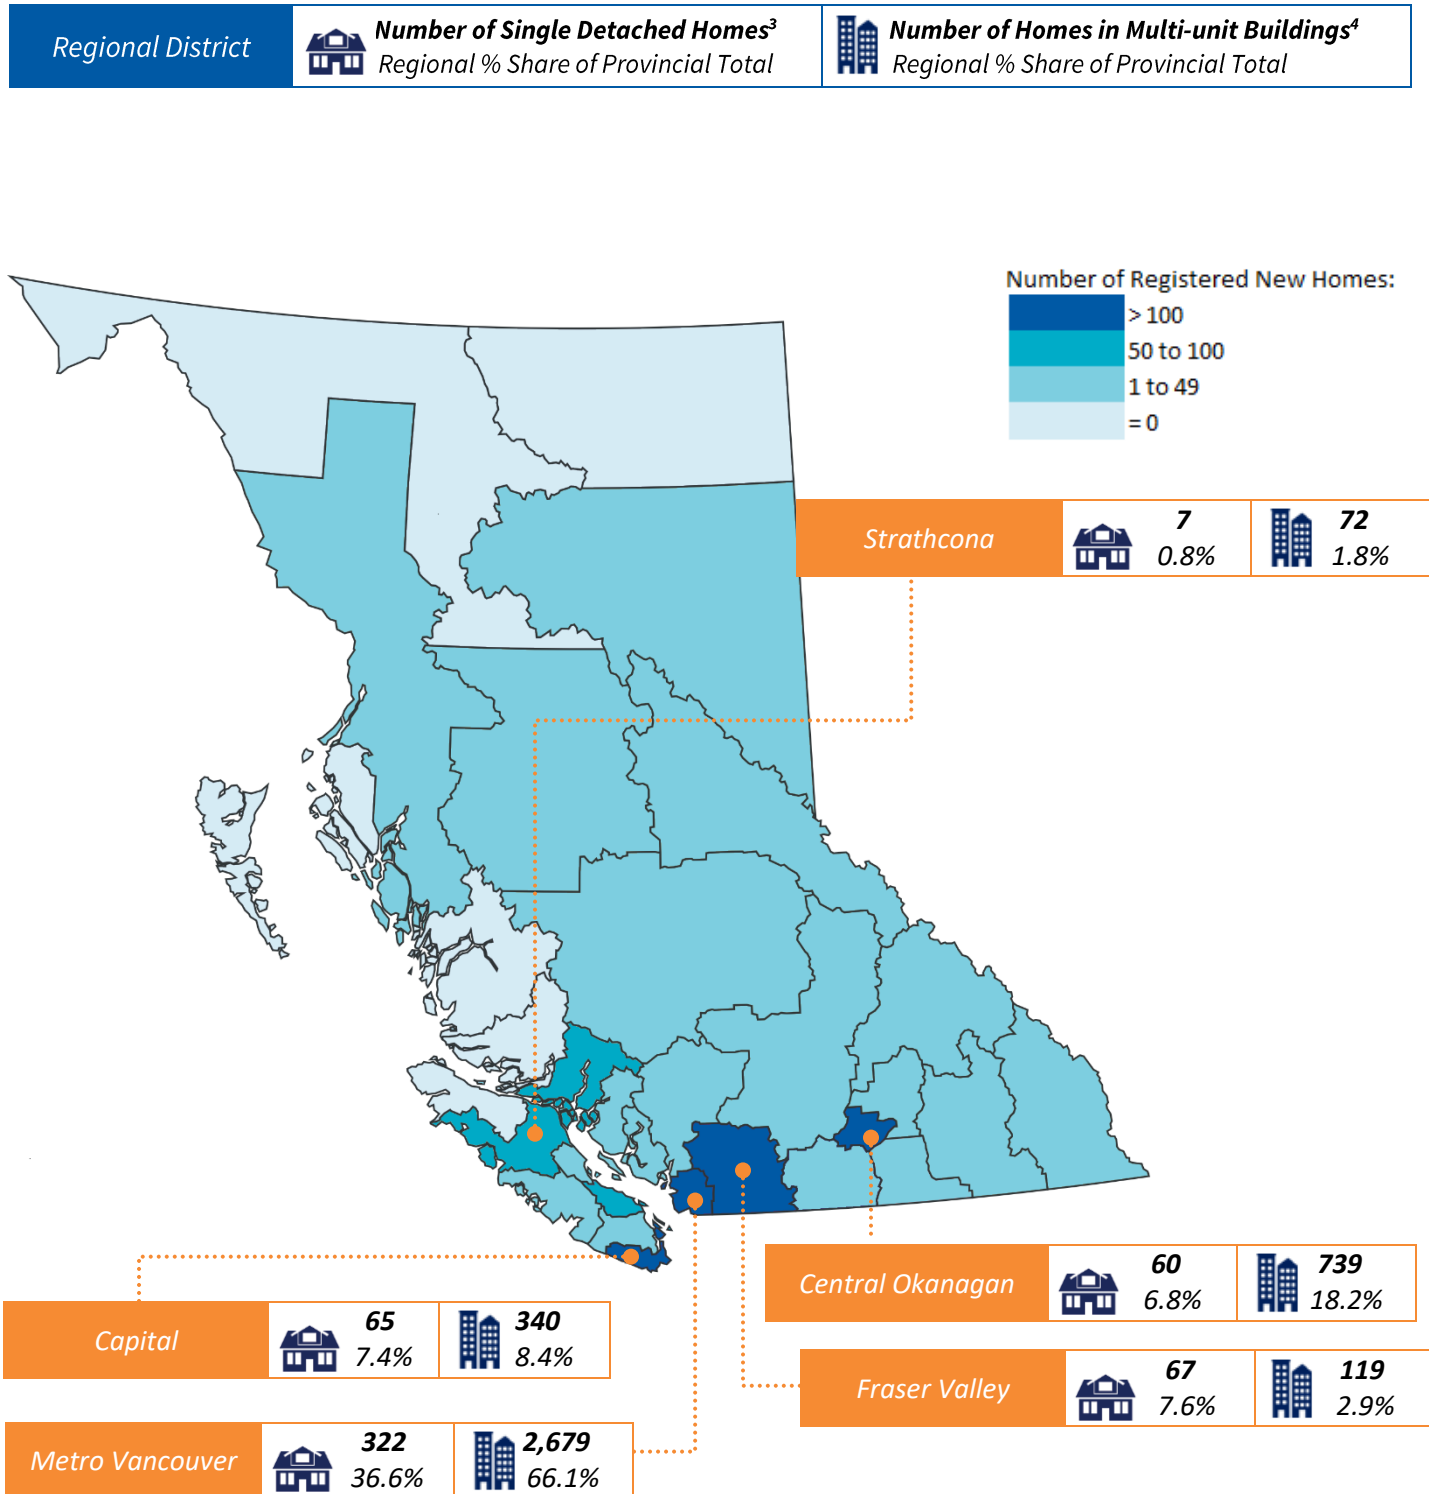 Regional District
Number of Single Detached Homes³
Regional % Share of Provincial Total
Number of Homes in Multi-unit Buildings⁴
Regional % Share of Provincial Total
Number of Registered New Homes:
> 100
50 to 100
1 to 49
= 0
Strathcona
7
0.8%
72
1.8%
Central Okanagan
60
6.8%
739
18.2%
Capital
65
7.4%
340
8.4%
Fraser Valley
67
7.6%
119
2.9%
Metro Vancouver
322
36.6%
2,679
66.1%